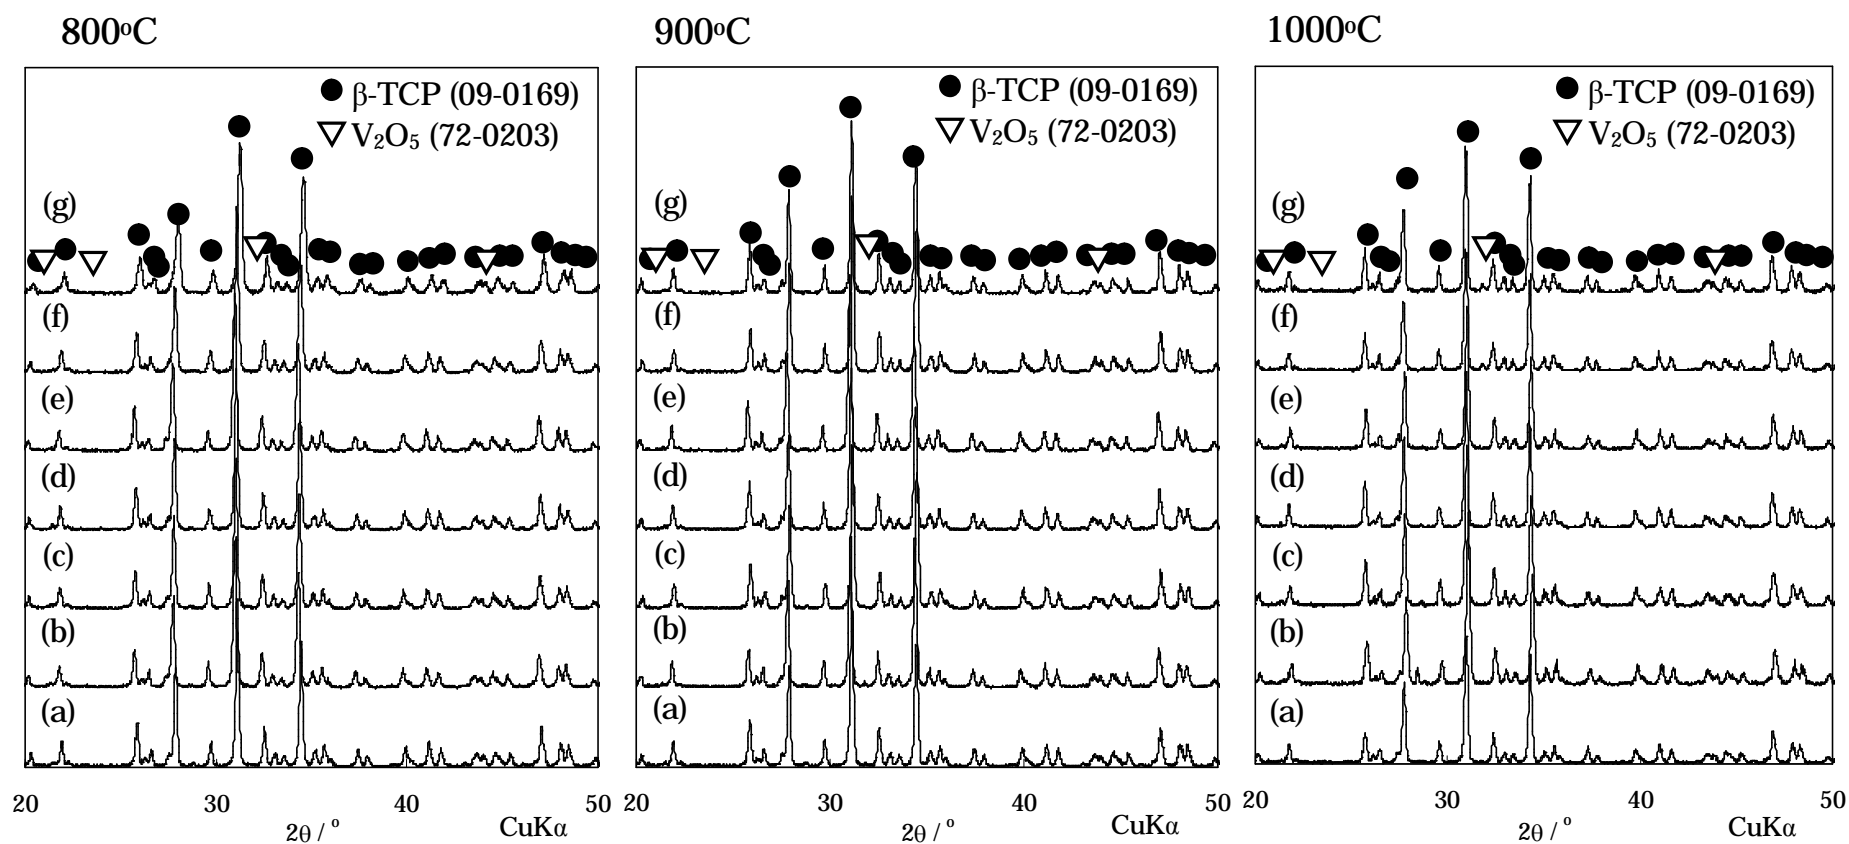 800°C
● β-TCP (09-0169)
▽ V₂O₅ (72-0203)
(g)
(f)
(e)
(d)
(c)
(b)
(a)
20 30 40 50
2θ / °
CuKα
900°C
● β-TCP (09-0169)
▽ V₂O₅ (72-0203)
(g)
(f)
(e)
(d)
(c)
(b)
(a)
20 30 40 50
2θ / °
CuKα
1000°C
● β-TCP (09-0169)
▽ V₂O₅ (72-0203)
(g)
(f)
(e)
(d)
(c)
(b)
(a)
20 30 40 50
2θ / °
CuKα